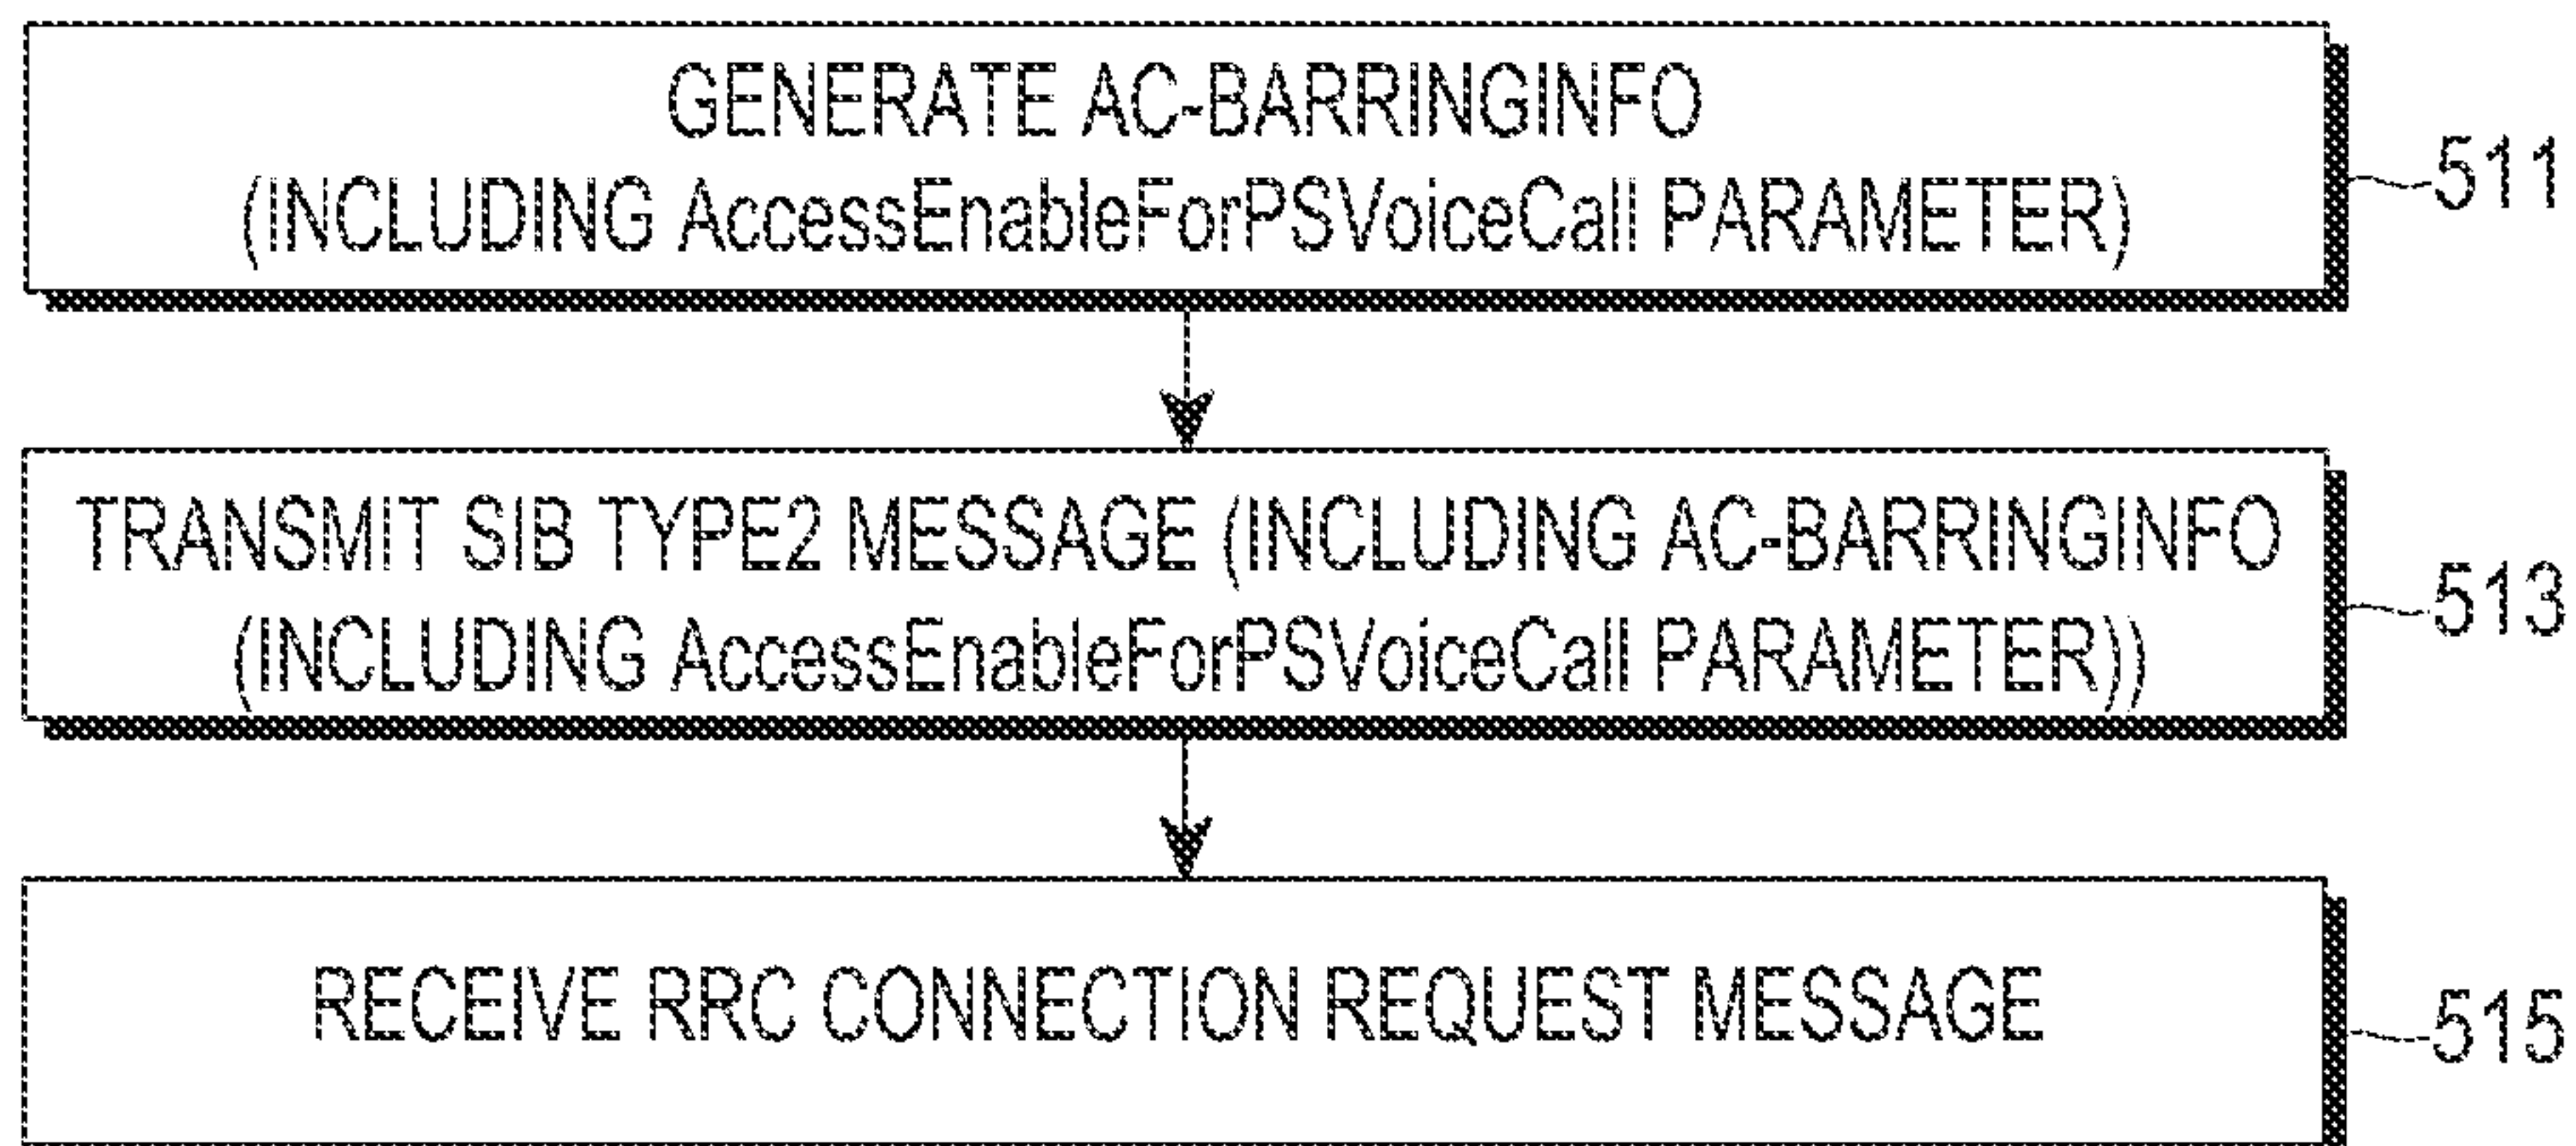 GENERATE AC-BARRINGINFO
(INCLUDING AccessEnableForPSVoiceCall PARAMETER)
511
TRANSMIT SIB TYPE2 MESSAGE (INCLUDING AC-BARRINGINFO
(INCLUDING AccessEnableForPSVoiceCall PARAMETER))
513
RECEIVE RRC CONNECTION REQUEST MESSAGE
515